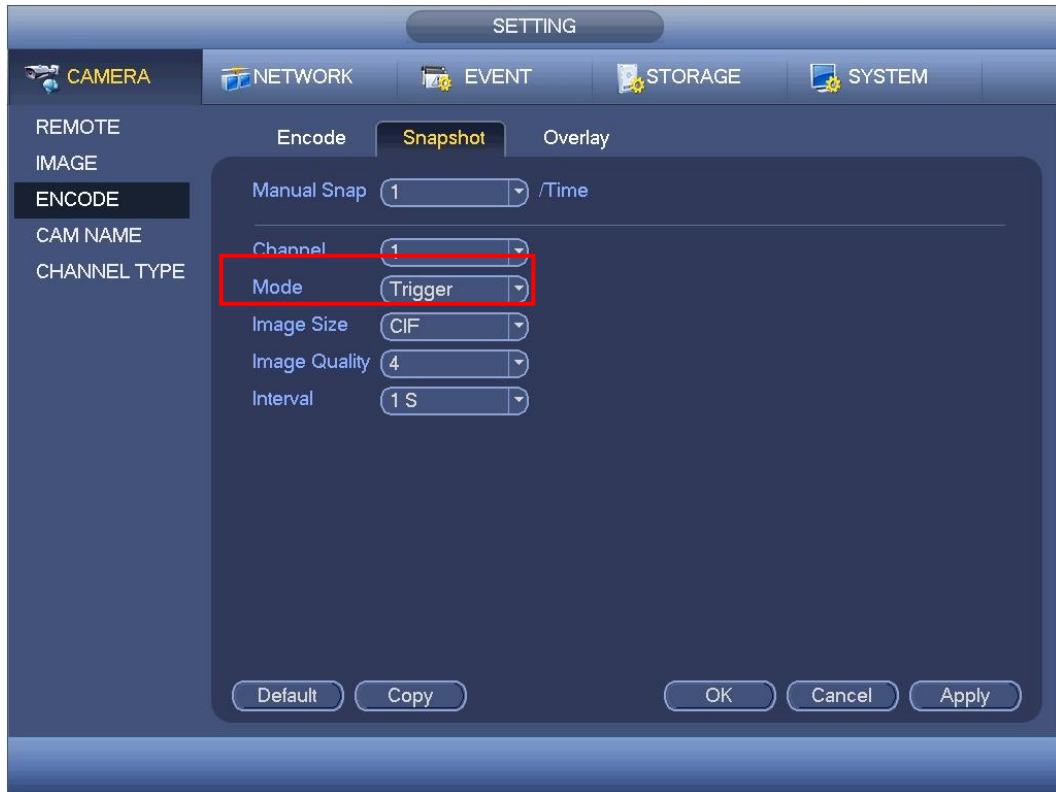 SETTING
CAMERA NETWORK EVENT STORAGE SYSTEM
REMOTE
IMAGE
ENCODE
CAM NAME
CHANNEL TYPE
Encode Snapshot Overlay
Manual Snap 1 /Time
Channel 1
Mode Trigger
Image Size CIF
Image Quality 4
Interval 1 S
Default Copy OK Cancel Apply